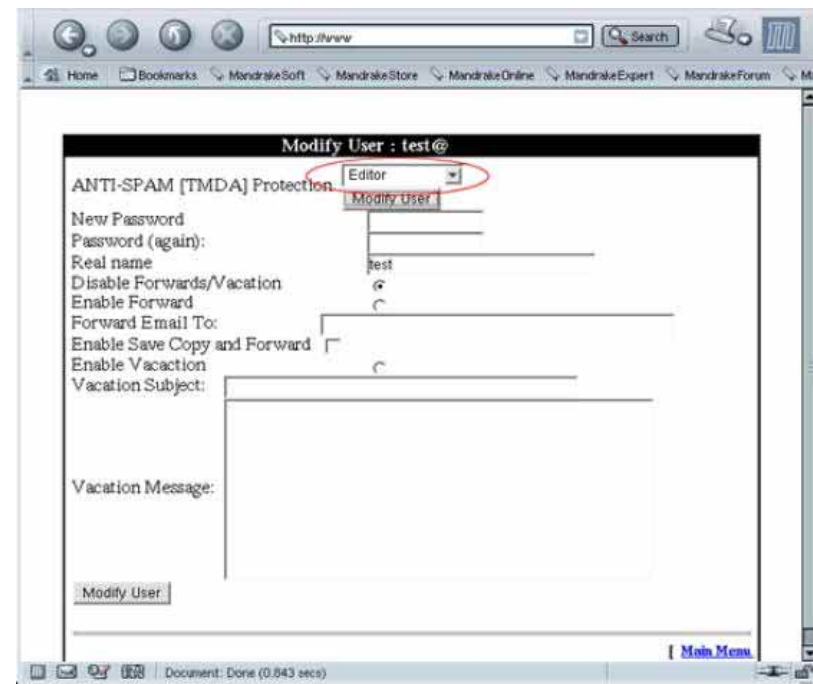 http://www Search
Home Bookmarks MandrakeSoft MandrakeStore MandrakeOnline MandrakeExpert MandrakeForum M
Modify User : test@
ANTI-SPAM [TMDA] Protection Editor
Modify User
New Password
Password (again):
Real name test
Disable Forwards/Vacation
Enable Forward
Forward Email To:
Enable Save Copy and Forward
Enable Vacaction
Vacation Subject:
Vacation Message:
Modify User
[ Main Menu
Document: Done (0.843 secs)